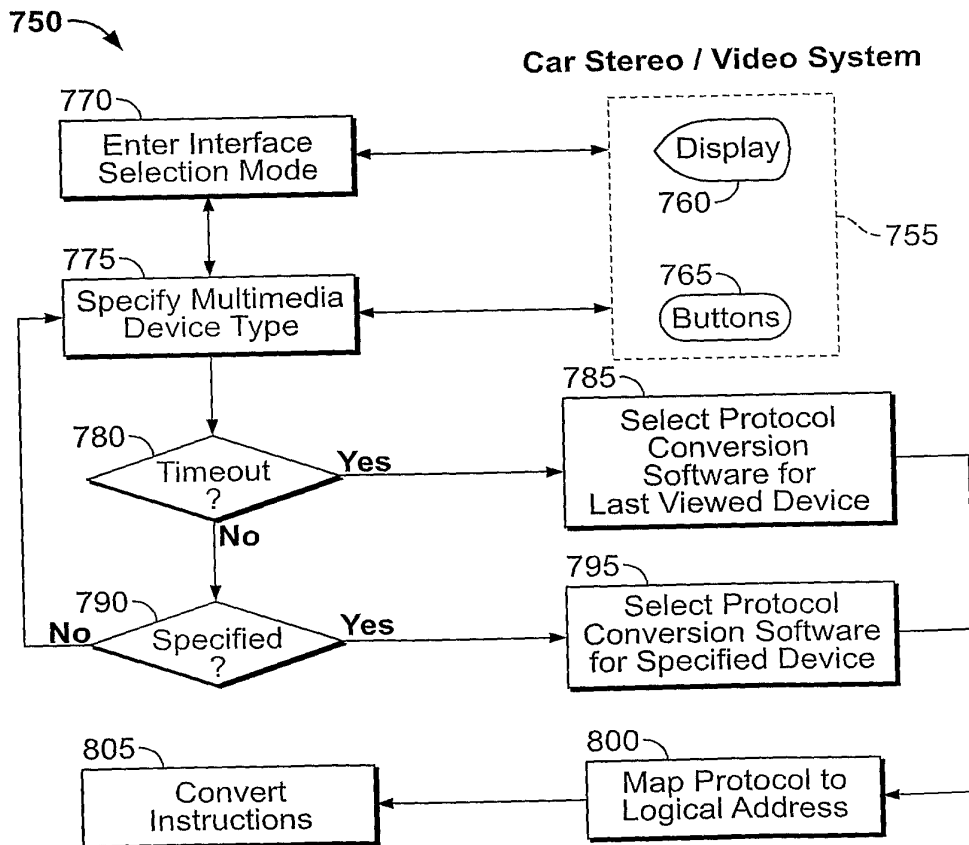 750
Car Stereo / Video System
770
Enter Interface
Selection Mode
Display
760
755
775
Specify Multimedia
Device Type
765
Buttons
780
Timeout
?
Yes
No
785
Select Protocol
Conversion
Software for
Last Viewed Device
790
Specified
?
No
Yes
795
Select Protocol
Conversion Software
for Specified Device
805
Convert
Instructions
800
Map Protocol to
Logical Address